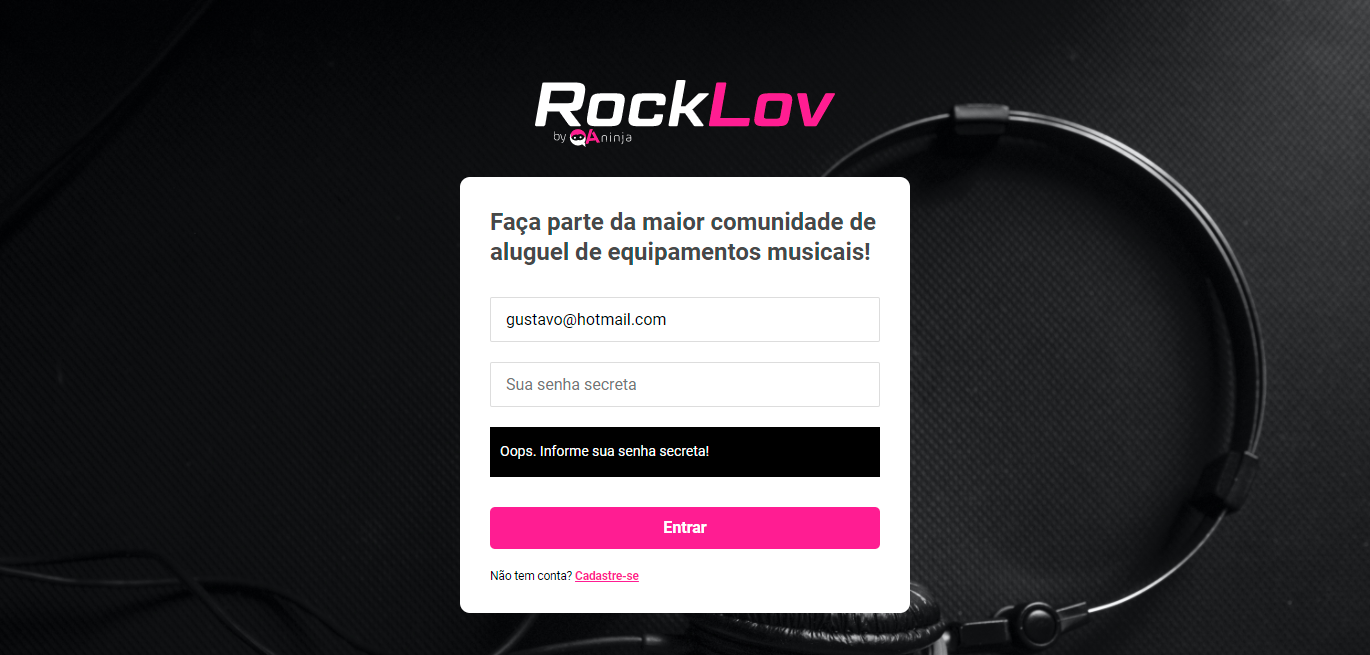 RockLov
by QAninja
Faça parte da maior comunidade de
aluguel de equipamentos musicais!
gustavo@hotmail.com
Sua senha secreta
Oops. Informe sua senha secreta!
Entrar
Não tem conta? Cadastre-se